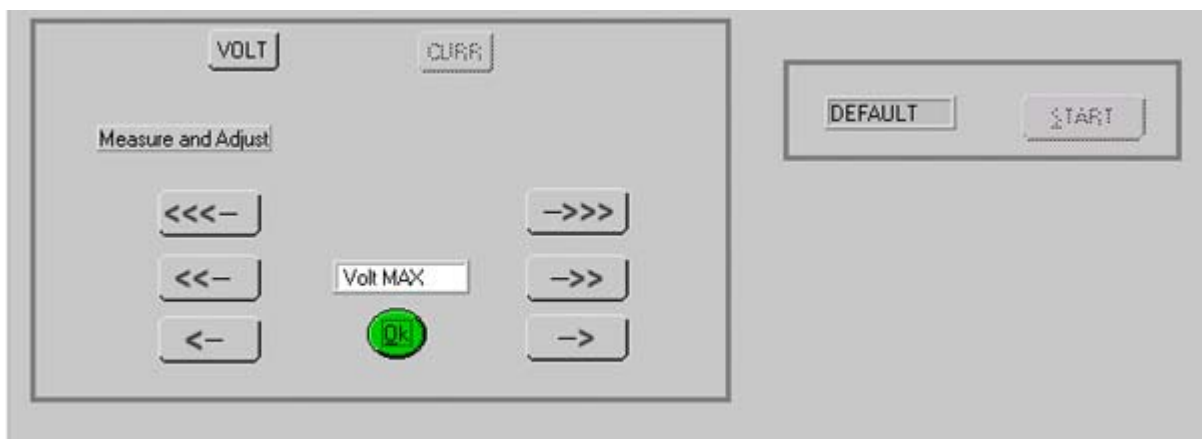 VOLT
CURR
DEFAULT
START
Measure and Adjust
<<<-
->>>
<<-
Volt MAX
->>
<-
Ok
->